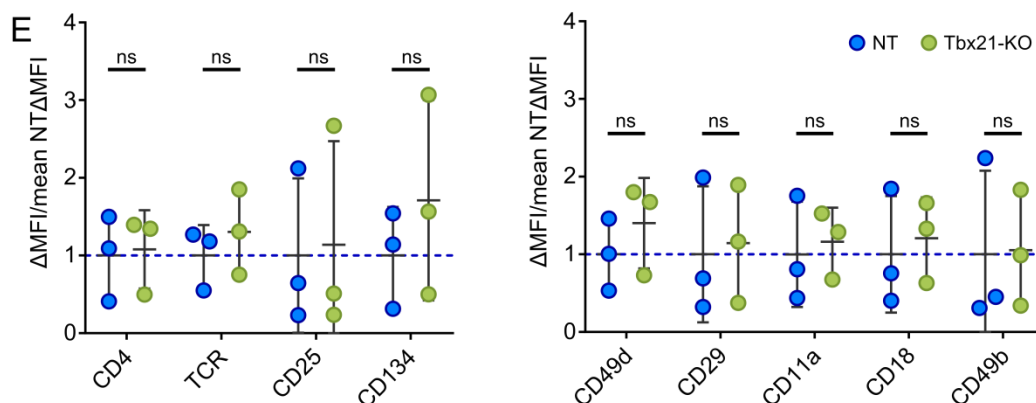 E
ΔMFI/mean NTΔMFI
4
3
2
1
0
ns
ns
ns
ns
CD4
TCR
CD25
CD134
ΔMFI/mean NTΔMFI
4
3
2
1
0
NT
Tbx21-KO
ns
ns
ns
ns
ns
CD49d
CD29
CD11a
CD18
CD49b